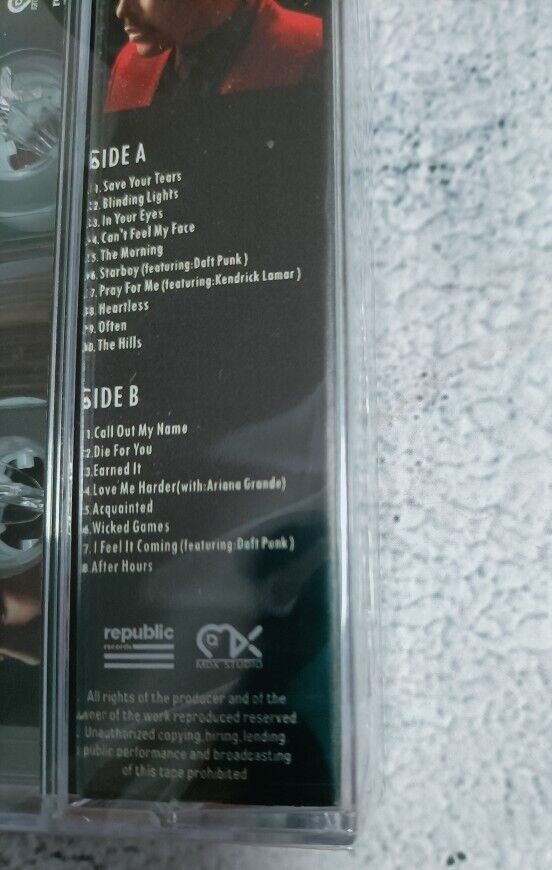 SIDE A
1. Save Your Tears
2. Blinding Lights
3. In Your Eyes
4. Can't Feel My Face
5. The Morning
6. Starboy (featuring:Daft Punk )
7. Pray For Me (featuring:Kendrick Lamar )
8. Heartless
9. Often
10. The Hills
SIDE B
1. Call Out My Name
2. Die For You
3. Earned It
4. Love Me Harder(with:Ariana Grande)
5. Acquainted
6. Wicked Games
7. I Feel It Coming (featuring:Daft Punk )
8. After Hours
republic
records
MDX STUDIO
All rights of the producer and of the
owner of the work reproduced reserved
Unauthorized copying, hiring, lending
public performance and broadcasting
of this tape prohibited